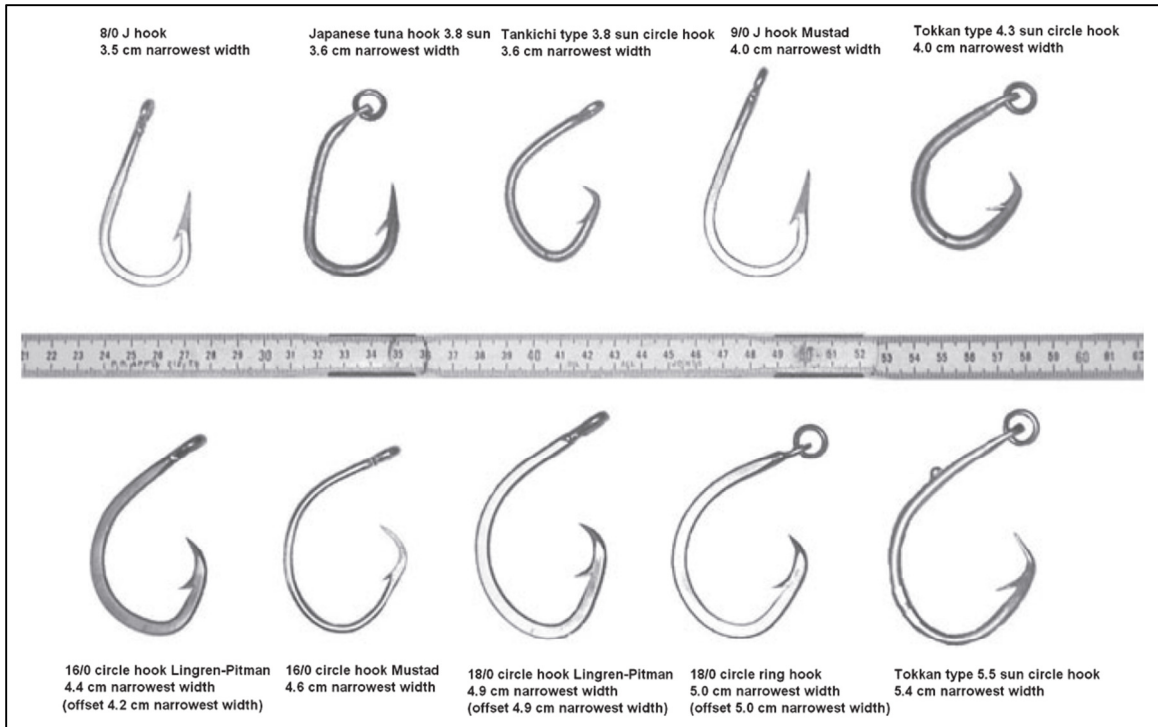 8/0 J hook
3.5 cm narrowest width
Japanese tuna hook 3.8 sun
3.6 cm narrowest width
Tankichi type 3.8 sun circle hook
3.6 cm narrowest width
9/0 J hook Mustad
4.0 cm narrowest width
Tokkan type 4.3 sun circle hook
4.0 cm narrowest width
21 22 23 24 25 26 27 28 29 30 31 32 33 34 35 36 37 38 39 40 41 42 43 44 45 46 47 48 49 51 52 53 54 55 56 57 58 59 60 61 62
16/0 circle hook Lingren-Pitman
4.4 cm narrowest width
(offset 4.2 cm narrowest width)
16/0 circle hook Mustad
4.6 cm narrowest width
18/0 circle hook Lingren-Pitman
4.9 cm narrowest width
(offset 4.9 cm narrowest width)
18/0 circle ring hook
5.0 cm narrowest width
(offset 5.0 cm narrowest width)
Tokkan type 5.5 sun circle hook
5.4 cm narrowest width